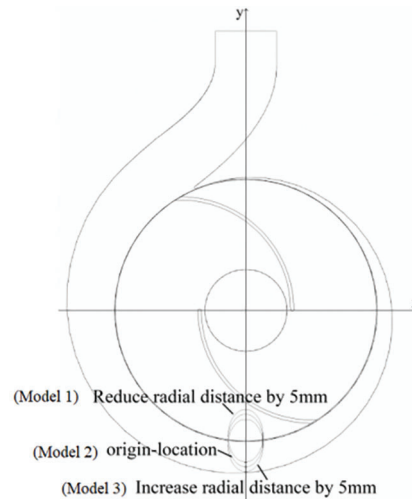 y
(Model 1) Reduce radial distance by 5mm
(Model 2) origin-location
(Model 3) Increase radial distance by 5mm